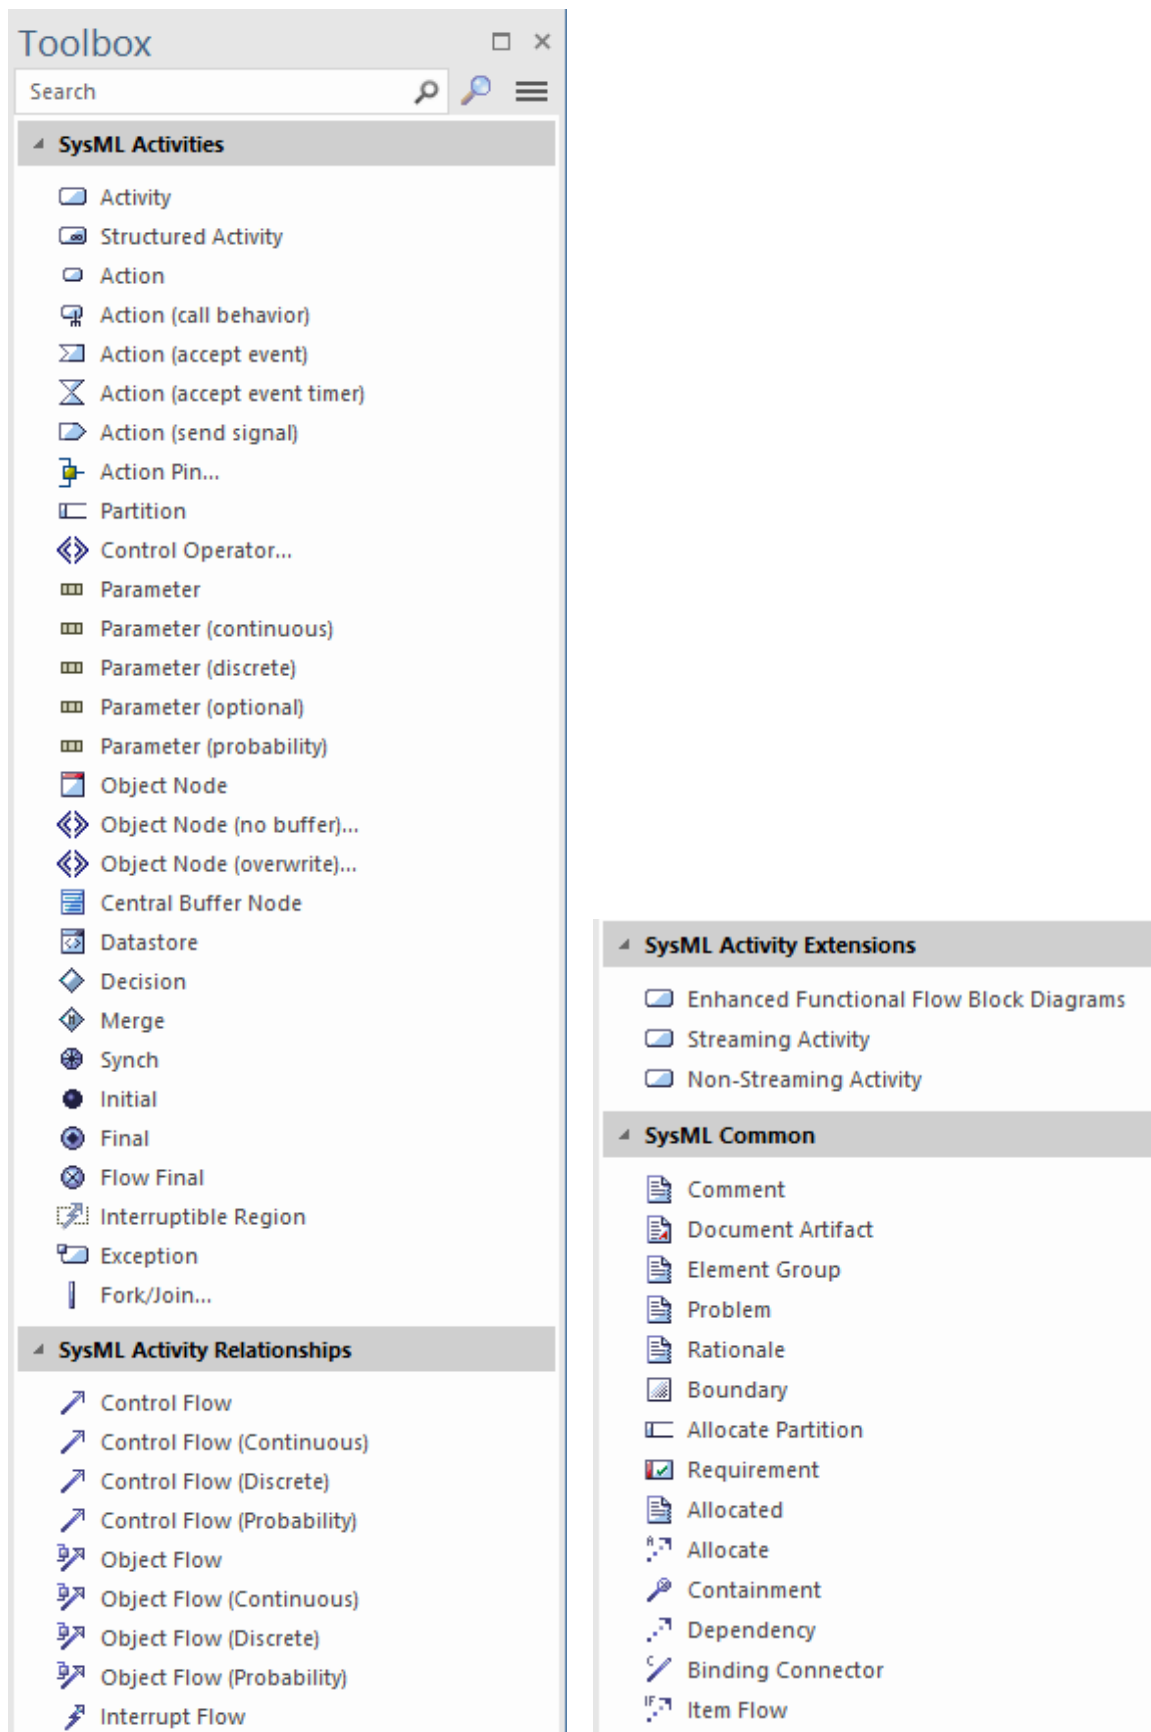 Toolbox
Search
SysML Activities
Activity
Structured Activity
Action
Action (call behavior)
Action (accept event)
Action (accept event timer)
Action (send signal)
Action Pin...
Partition
Control Operator...
Parameter
Parameter (continuous)
Parameter (discrete)
Parameter (optional)
Parameter (probability)
Object Node
Object Node (no buffer)...
Object Node (overwrite)...
Central Buffer Node
Datastore
Decision
Merge
Synch
Initial
Final
Flow Final
Interruptible Region
Exception
Fork/Join...
SysML Activity Relationships
Control Flow
Control Flow (Continuous)
Control Flow (Discrete)
Control Flow (Probability)
Object Flow
Object Flow (Continuous)
Object Flow (Discrete)
Object Flow (Probability)
Interrupt Flow
SysML Activity Extensions
Enhanced Functional Flow Block Diagrams
Streaming Activity
Non-Streaming Activity
SysML Common
Comment
Document Artifact
Element Group
Problem
Rationale
Boundary
Allocate Partition
Requirement
Allocated
Allocate
Containment
Dependency
Binding Connector
Item Flow